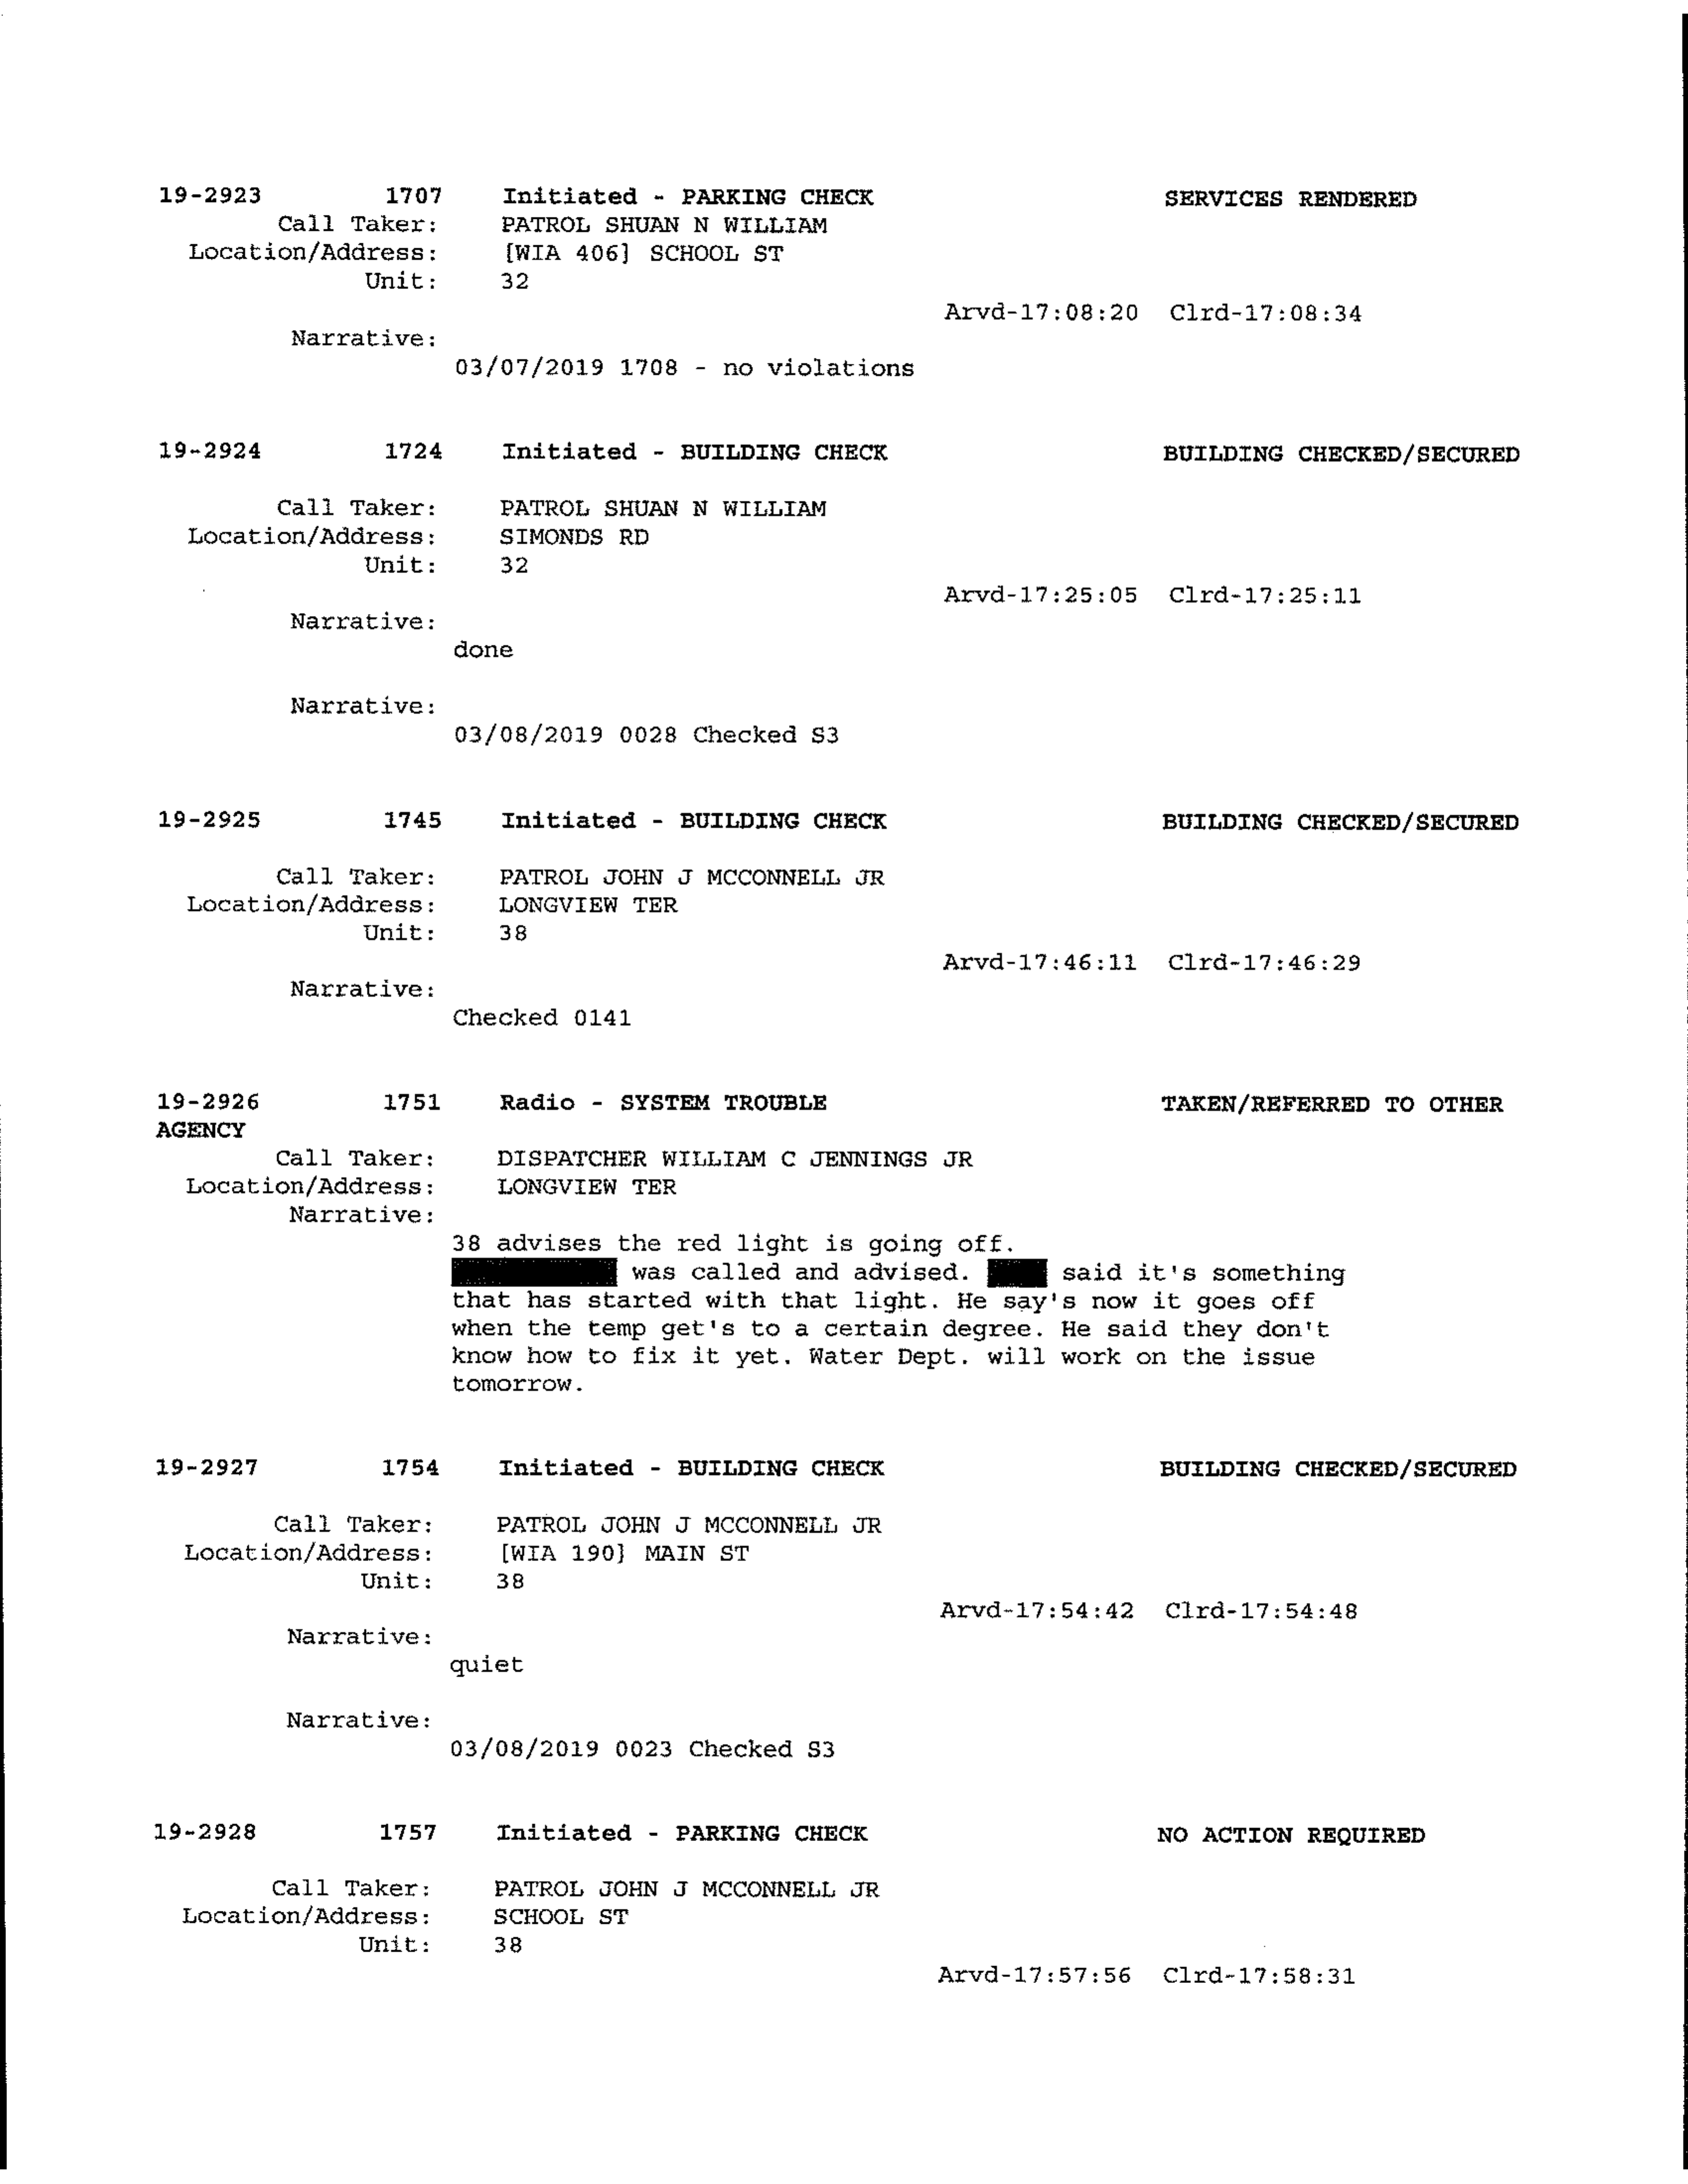 19-2923 1707 Initiated - PARKING CHECK SERVICES RENDERED
Call Taker: PATROL SHUAN N WILLIAM
Location/Address: [WIA 406] SCHOOL ST
Unit: 32
Arvd-17:08:20 Clrd-17:08:34
Narrative:
03/07/2019 1708 - no violations
19-2924 1724 Initiated - BUILDING CHECK BUILDING CHECKED/SECURED
Call Taker: PATROL SHUAN N WILLIAM
Location/Address: SIMONDS RD
Unit: 32
Arvd-17:25:05 Clrd-17:25:11
Narrative:
done
Narrative:
03/08/2019 0028 Checked S3
19-2925 1745 Initiated - BUILDING CHECK BUILDING CHECKED/SECURED
Call Taker: PATROL JOHN J MCCONNELL JR
Location/Address: LONGVIEW TER
Unit: 38
Arvd-17:46:11 Clrd-17:46:29
Narrative:
Checked 0141
19-2926 1751 Radio - SYSTEM TROUBLE TAKEN/REFERRED TO OTHER
AGENCY
Call Taker: DISPATCHER WILLIAM C JENNINGS JR
Location/Address: LONGVIEW TER
Narrative:
38 advises the red light is going off.
was called and advised. said it's something
that has started with that light. He say's now it goes off
when the temp get's to a certain degree. He said they don't
know how to fix it yet. Water Dept. will work on the issue
tomorrow.
19-2927 1754 Initiated - BUILDING CHECK BUILDING CHECKED/SECURED
Call Taker: PATROL JOHN J MCCONNELL JR
Location/Address: [WIA 190] MAIN ST
Unit: 38
Arvd-17:54:42 Clrd-17:54:48
Narrative:
quiet
Narrative:
03/08/2019 0023 Checked S3
19-2928 1757 Initiated - PARKING CHECK NO ACTION REQUIRED
Call Taker: PATROL JOHN J MCCONNELL JR
Location/Address: SCHOOL ST
Unit: 38
Arvd-17:57:56 Clrd-17:58:31